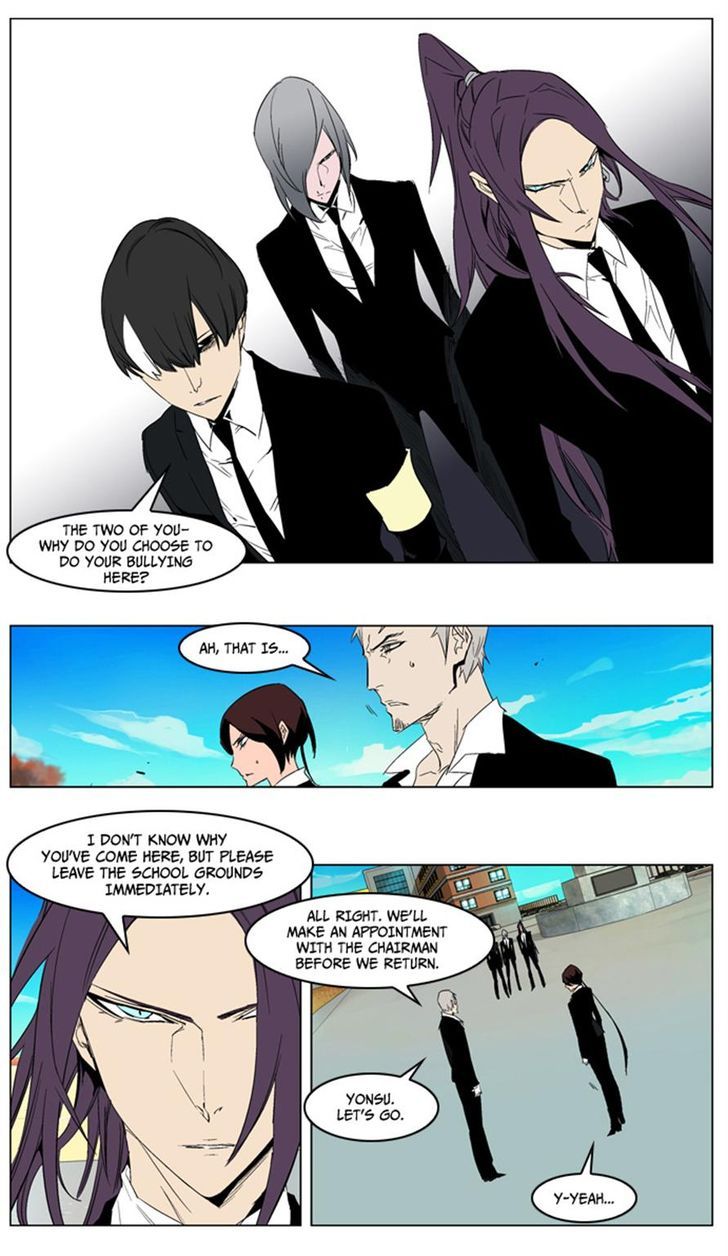 THE TWO OF YOU-
WHY DO YOU CHOOSE TO
DO YOUR BULLYING
HERE?
AH, THAT IS...
I DON'T KNOW WHY
YOU'VE COME HERE, BUT PLEASE
LEAVE THE SCHOOL GROUNDS
IMMEDIATELY.
ALL RIGHT. WE'LL
MAKE AN APPOINTMENT
WITH THE CHAIRMAN
BEFORE WE RETURN.
YONSU.
LET'S GO.
Y-YEAH...